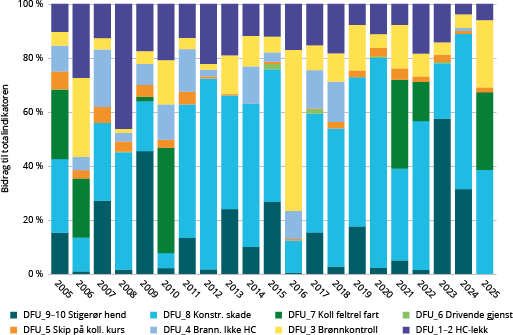 Bidrag til totalindikatoren
100 %
80 %
60 %
40 %
20 %
0 %
2005 2006 2007 2008 2009 2010 2011 2012 2013 2014 2015 2016 2017 2018 2019 2020 2021 2022 2023 2024 2025
DFU_9–10 Stigerør hend DFU_8 Konstr. skade DFU_7 Koll feltrel fart DFU_6 Drivende gjenst
DFU_5 Skip på koll. kurs DFU_4 Brann. Ikke HC DFU_3 Brønnkontroll DFU_1–2 HC-lekk